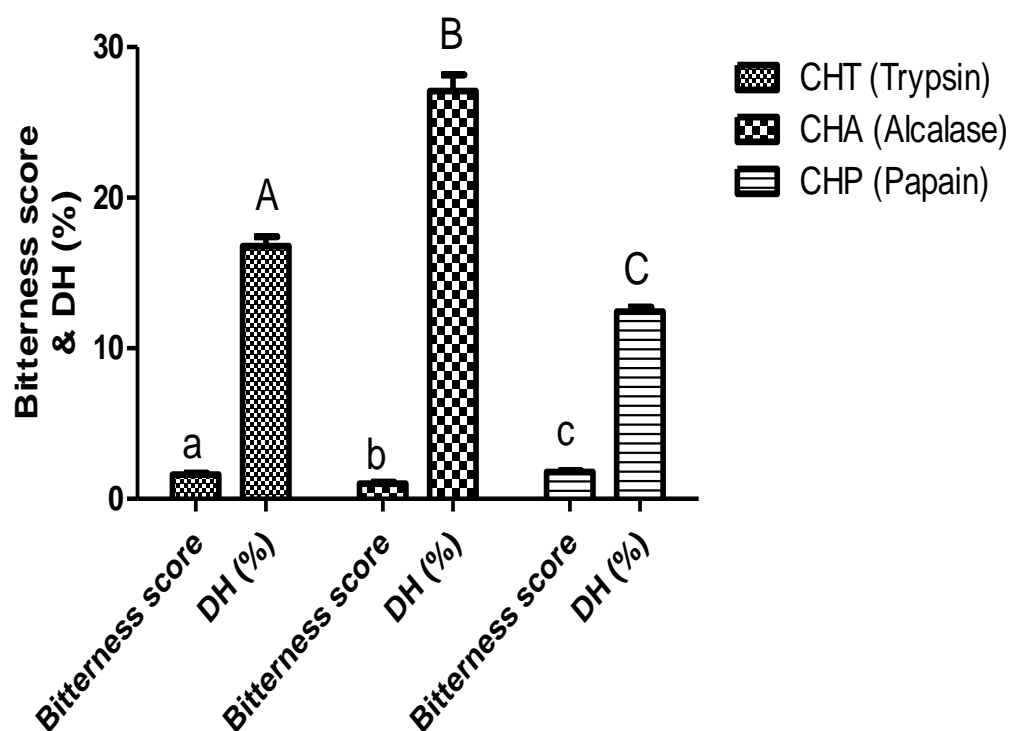 Bitterness score
& DH (%)
30
20
10
0
a
A
b
B
c
C
Bitterness score
DH (%)
Bitterness score
DH (%)
Bitterness score
DH (%)
CHT (Trypsin)
CHA (Alcalase)
CHP (Papain)